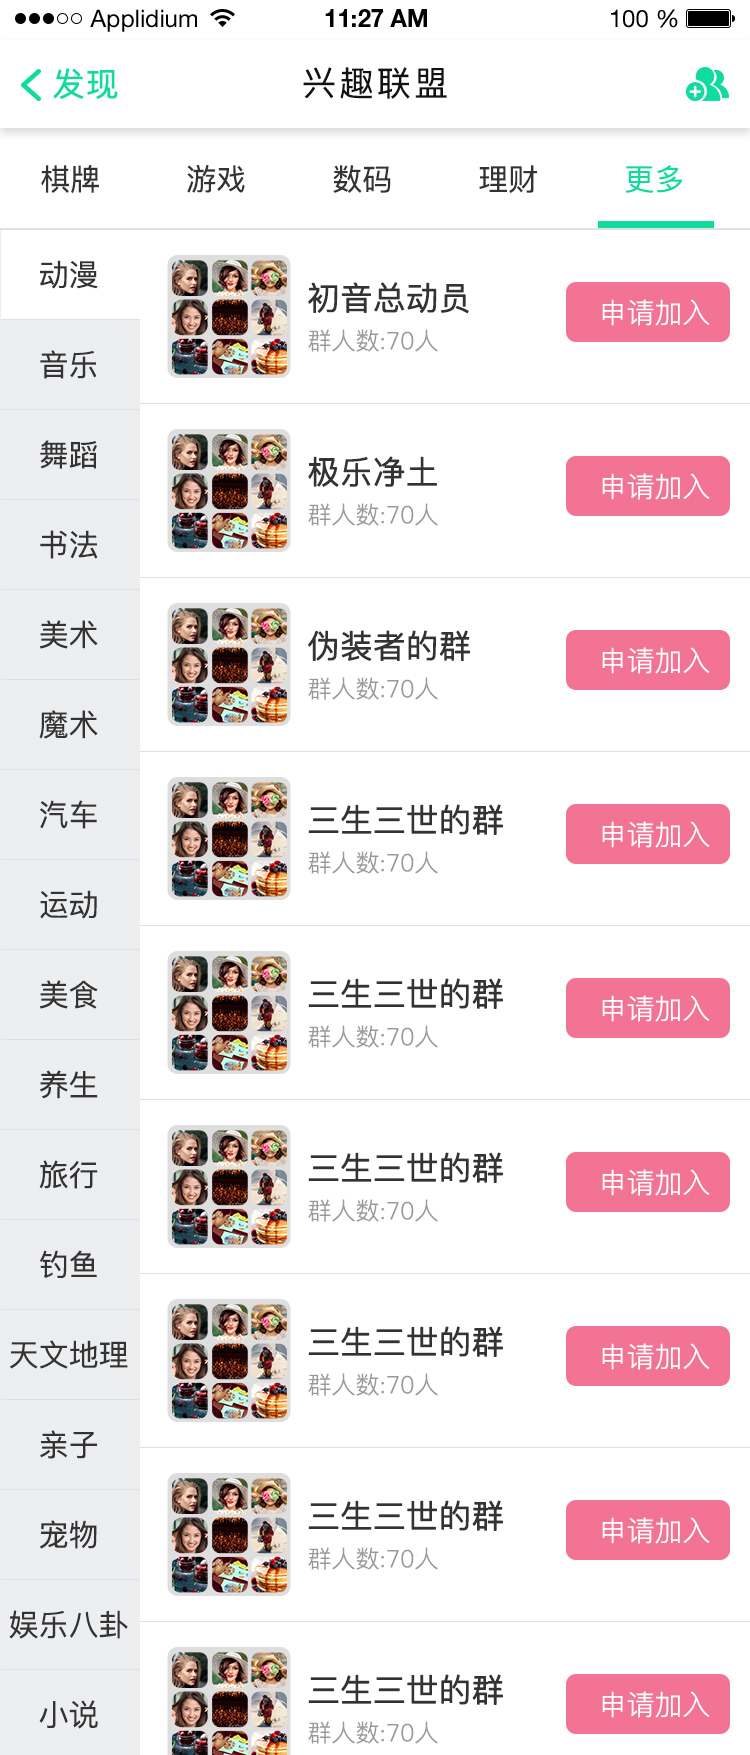 Applidium 11:27 AM 100 %
发现 兴趣联盟
棋牌 游戏 数码 理财 更多
动漫
音乐
舞蹈
书法
美术
魔术
汽车
运动
美食
养生
旅行
钓鱼
天文地理
亲子
宠物
娱乐八卦
小说
初音总动员
群人数:70人
申请加入
极乐净土
群人数:70人
申请加入
伪装者的群
群人数:70人
申请加入
三生三世的群
群人数:70人
申请加入
三生三世的群
群人数:70人
申请加入
三生三世的群
群人数:70人
申请加入
三生三世的群
群人数:70人
申请加入
三生三世的群
群人数:70人
申请加入
三生三世的群
群人数:70人
申请加入